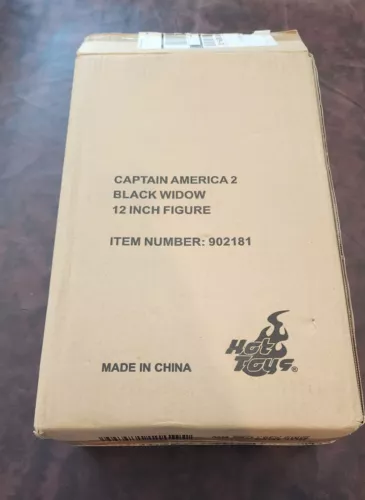 CAPTAIN AMERICA 2
BLACK WIDOW
12 INCH FIGURE
ITEM NUMBER: 902181
Hot
Toys®
MADE IN CHINA